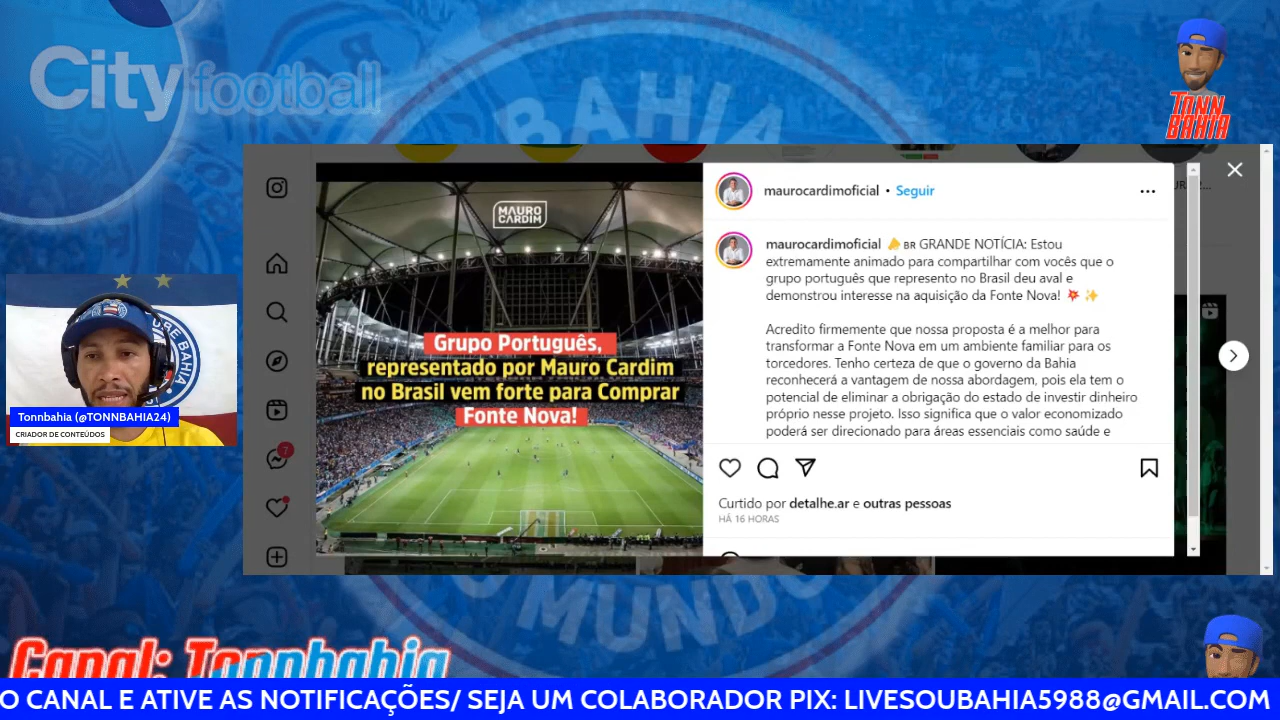 City football
BAHIA
TONN
BAHIA
MAURO
CARDIM
Grupo Português,
representado por Mauro Cardim
no Brasil vem forte para Comprar
Fonte Nova!
maurocardimoficial • Seguir
maurocardimoficial 📣 BR GRANDE NOTÍCIA: Estou
extremamente animado para compartilhar com vocês que o
grupo português que represento no Brasil deu aval e
demonstrou interesse na aquisição da Fonte Nova! 💥 ✨
Acredito firmemente que nossa proposta é a melhor para
transformar a Fonte Nova em um ambiente familiar para os
torcedores. Tenho certeza de que o governo da Bahia
reconhecerá a vantagem de nossa abordagem, pois ela tem o
potencial de eliminar a obrigação do estado de investir dinheiro
próprio nesse projeto. Isso significa que o valor economizado
poderá ser direcionado para áreas essenciais como saúde e
7
Curtido por detalhe.ar e outras pessoas
HÁ 16 HORAS
BAHIA
Tonnbahia (@TONNBAHIA24)
CRIADOR DE CONTEÚDOS
MUNDO
Canal: Tonnbahia
O CANAL E ATIVE AS NOTIFICAÇÕES/ SEJA UM COLABORADOR PIX: LIVESOUBAHIA5988@GMAIL.COM